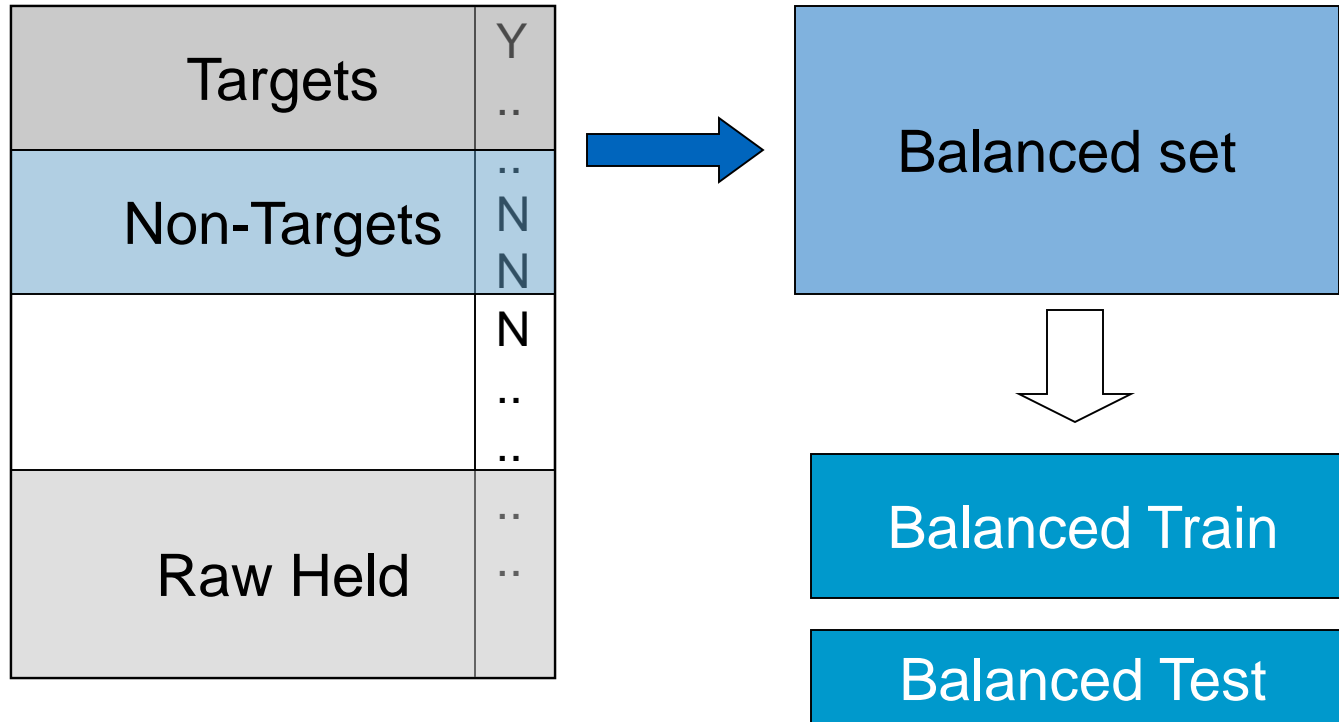 Targets
Y
..
..
Non-Targets
N
N
N
..
..
..
Raw Held
..
Balanced set
Balanced Train
Balanced Test